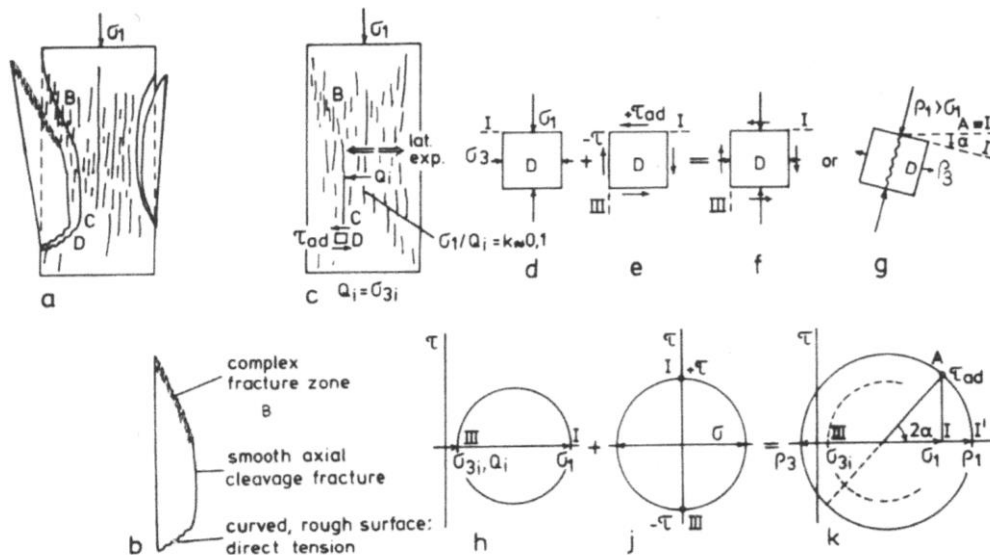 σ1
B
C
D
a
σ1
B
lat.
exp.
Qi
C
τad D
σ1/Qi = k≈0,1
c Qi = σ3i
I σ1
σ3 D
d
+
+τad
-τ I
D
III
e
=
I
D
III
f
or
ρ1>σ1
A = I
α I'
D ρ3
g
complex
fracture zone
B
smooth axial
cleavage fracture
curved, rough surface:
direct tension
b
τ
III I
σ3i,Qi σ1
h
+
τ
I +τ
σ
-τ III
j
=
τ
A
τad
2α
III I I'
ρ3 σ3i σ1 ρ1
k